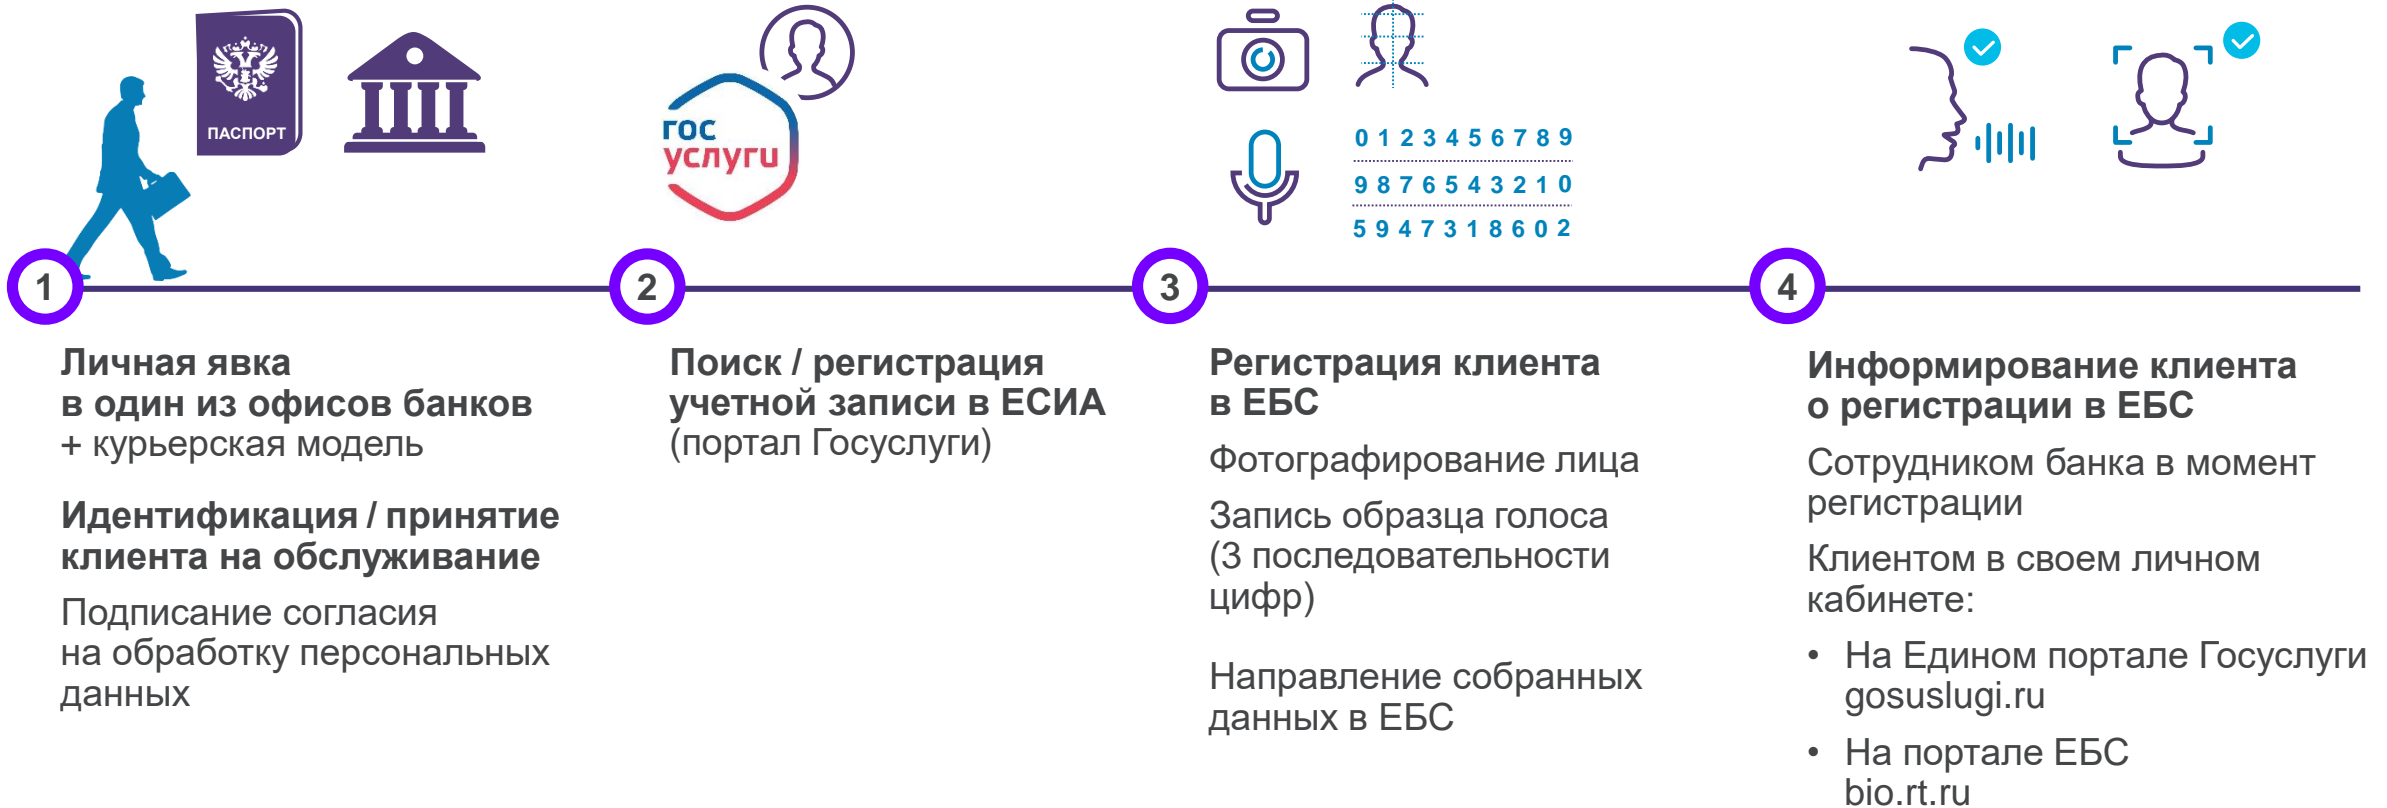 ПАСПОРТ
гос
услуги
0 1 2 3 4 5 6 7 8 9
9 8 7 6 5 4 3 2 1 0
5 9 4 7 3 1 8 6 0 2
1
2
3
4
Личная явка
в один из офисов банков
+ курьерская модель
Идентификация / принятие
клиента на обслуживание
Подписание согласия
на обработку персональных
данных
Поиск / регистрация
учетной записи в ЕСИА
(портал Госуслуги)
Регистрация клиента
в ЕБС
Фотографирование лица
Запись образца голоса
(3 последовательности
цифр)
Направление собранных
данных в ЕБС
Информирование клиента
о регистрации в ЕБС
Сотрудником банка в момент
регистрации
Клиентом в своем личном
кабинете:
• На Едином портале Госуслуги
gosuslugi.ru
• На портале ЕБС
bio.rt.ru